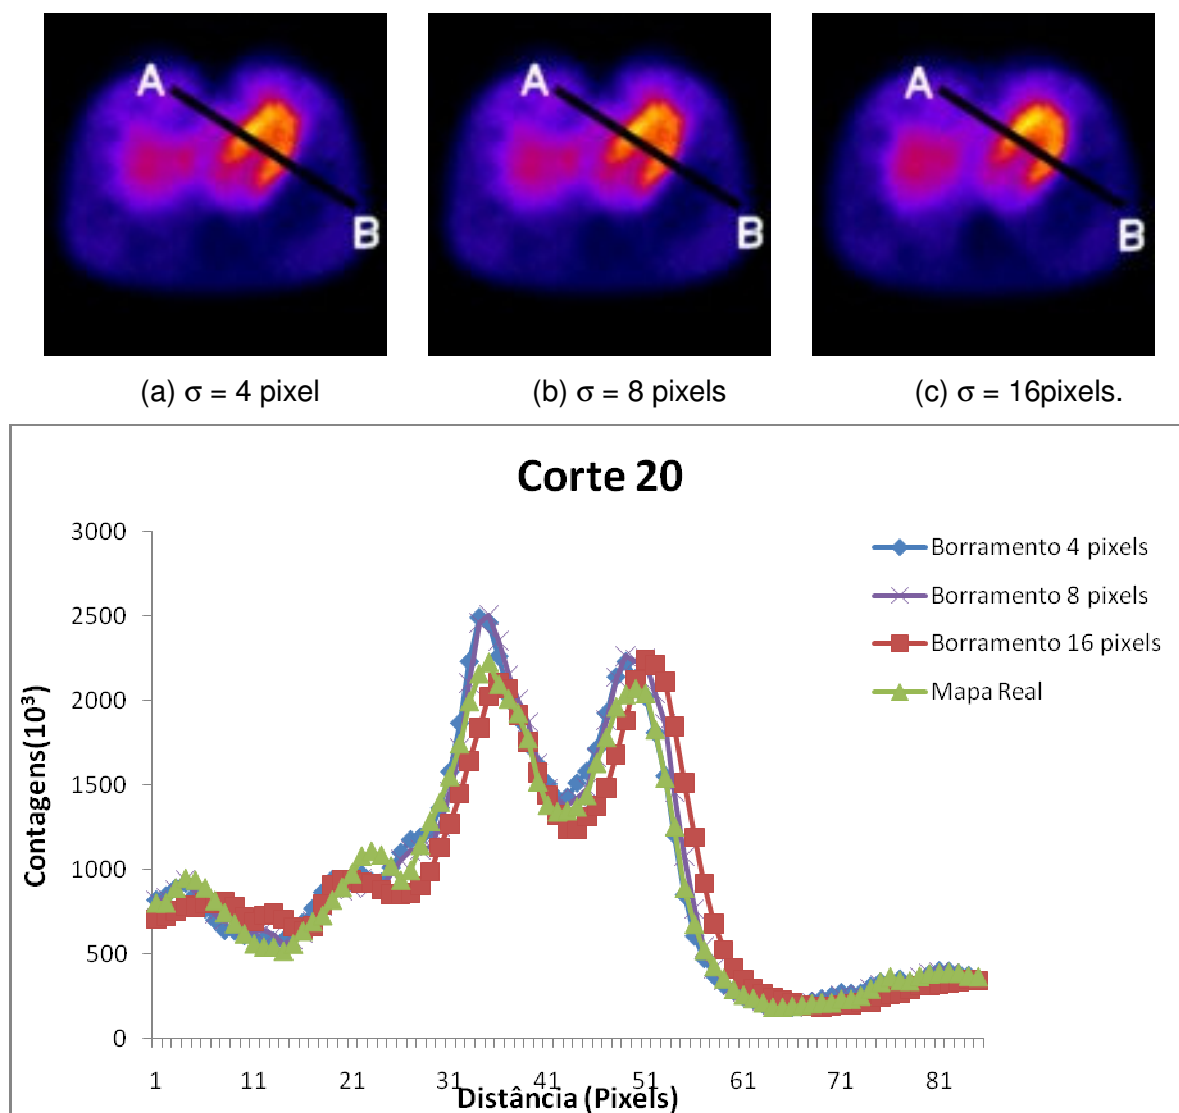 A
B
A
B
A
B
(a) σ = 4 pixel
(b) σ = 8 pixels
(c) σ = 16pixels.
Corte 20
3000
2500
2000
1500
1000
500
0
Contagens(10³)
1 11 21 31 41 51 61 71 81
Distância (Pixels)
Borramento 4 pixels
Borramento 8 pixels
Borramento 16 pixels
Mapa Real